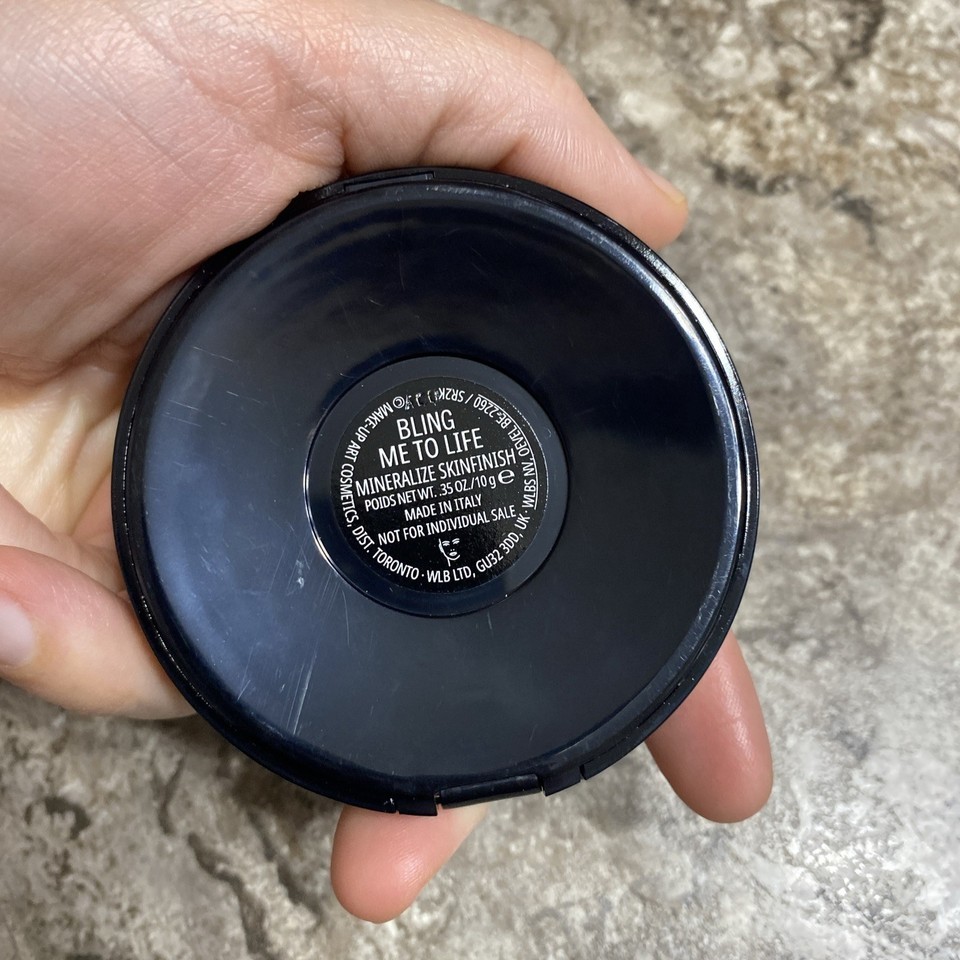 BLING
ME TO LIFE
MINERALIZE SKINFINISH
POIDS NET WT. .35 OZ./10 g ℮
MADE IN ITALY
NOT FOR INDIVIDUAL SALE
© MAKE-UP ART COSMETICS, DIST. TORONTO · WLB LTD, GU32 3DD, UK · WLBS NV, OEVEL BE-2260 /